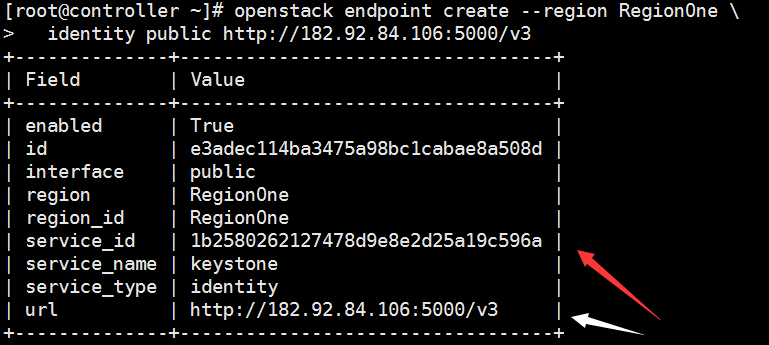 [root@controller ~]# openstack endpoint create --region RegionOne \
>   identity public http://182.92.84.106:5000/v3
+--------------+----------------------------------+
| Field        | Value                            |
+--------------+----------------------------------+
| enabled      | True                             |
| id           | e3adec114ba3475a98bc1cabae8a508d |
| interface    | public                           |
| region       | RegionOne                        |
| region_id    | RegionOne                        |
| service_id   | 1b2580262127478d9e8e2d25a19c596a |
| service_name | keystone                         |
| service_type | identity                         |
| url          | http://182.92.84.106:5000/v3     |
+--------------+----------------------------------+